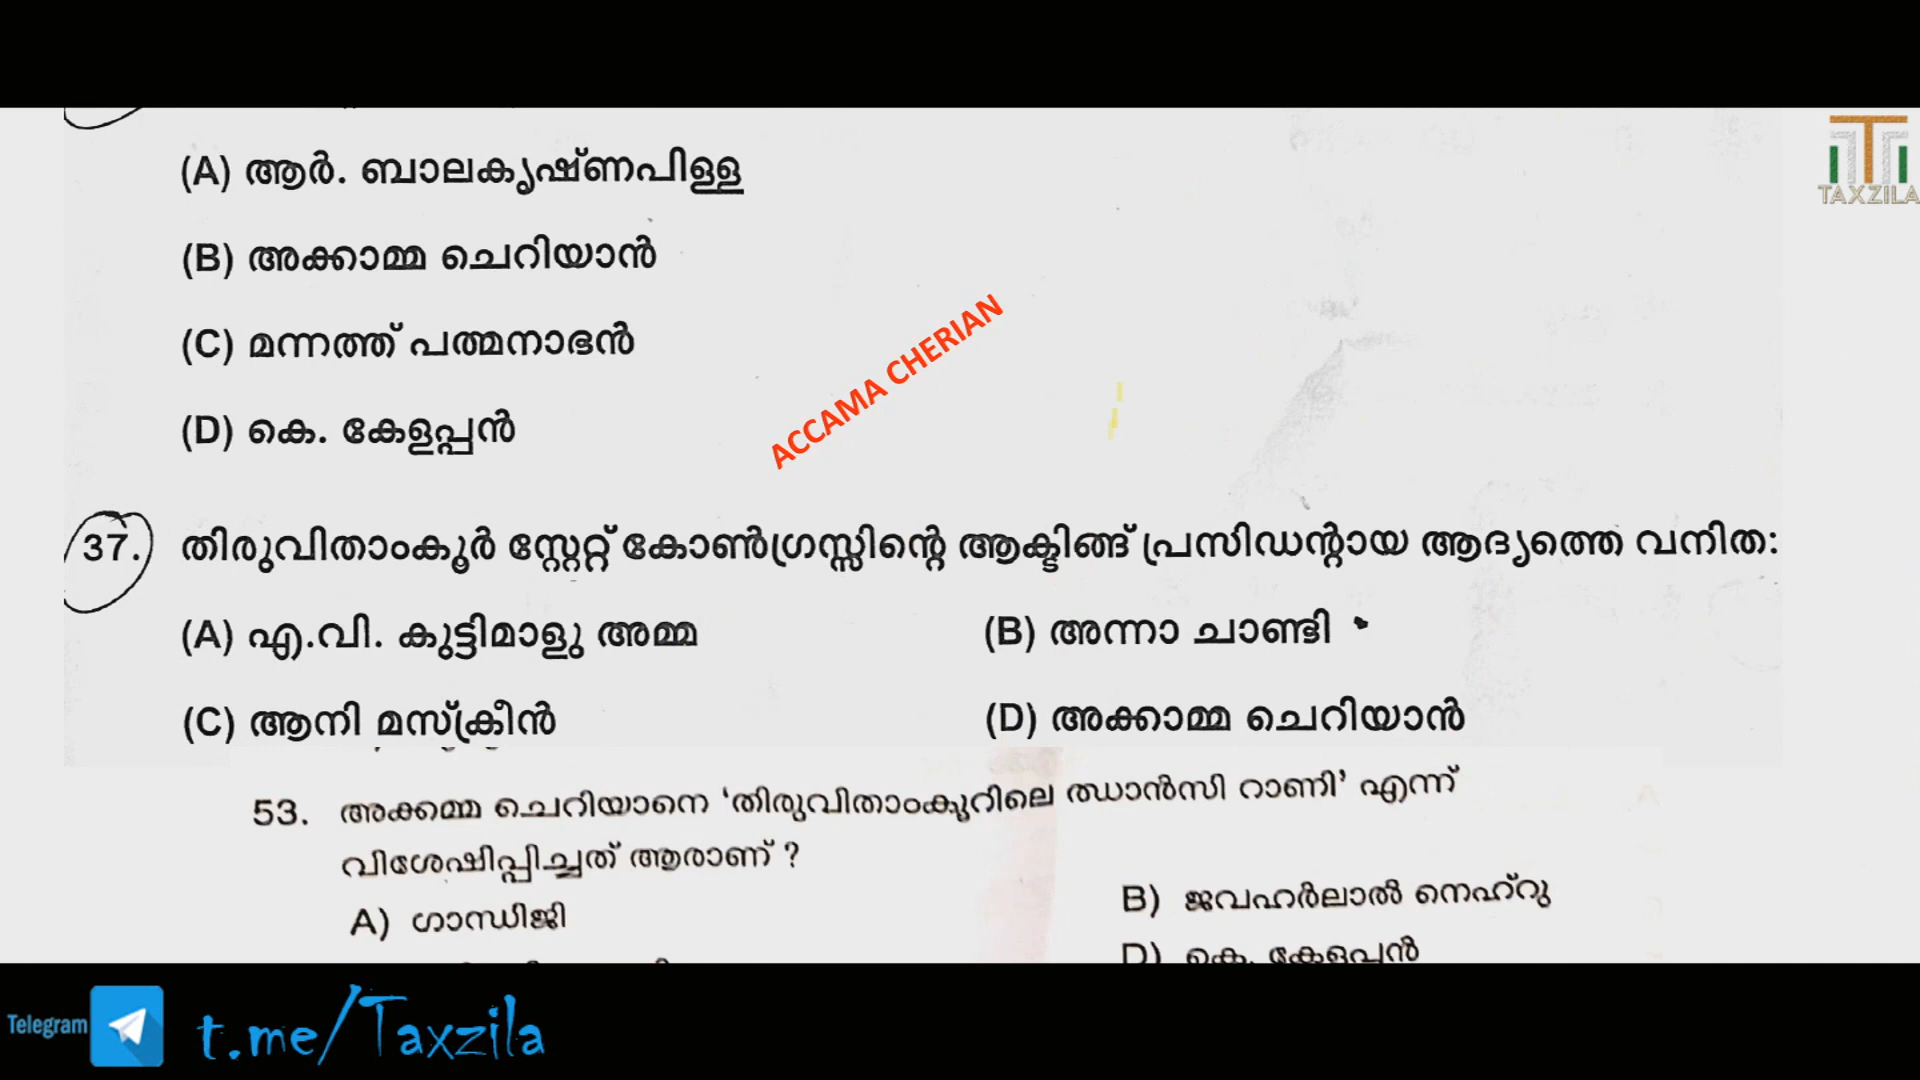 (A) ആർ. ബാലകൃഷ്ണപിള്ള
(B) അക്കാമ്മ ചെറിയാൻ
(C) മന്നത്ത് പത്മനാഭൻ
(D) കെ. കേളപ്പൻ
ACCAMA CHERIAN
TAXZILA
37. തിരുവിതാംകൂർ സ്റ്റേറ്റ് കോൺഗ്രസ്സിന്റെ ആക്ടിങ്ങ് പ്രസിഡന്റായ ആദ്യത്തെ വനിത:
(A) എ.വി. കുട്ടിമാളു അമ്മ (B) അന്നാ ചാണ്ടി
(C) ആനി മസ്ക്രീൻ (D) അക്കാമ്മ ചെറിയാൻ
53. അക്കമ്മ ചെറിയാനെ ‘തിരുവിതാംകൂറിലെ ഝാൻസി റാണി’ എന്ന്
വിശേഷിപ്പിച്ചത് ആരാണ് ?
A) ഗാന്ധിജി B) ജവഹർലാൽ നെഹ്റു
D) കെ. കേളപ്പൻ
Telegram t.me/Taxzila